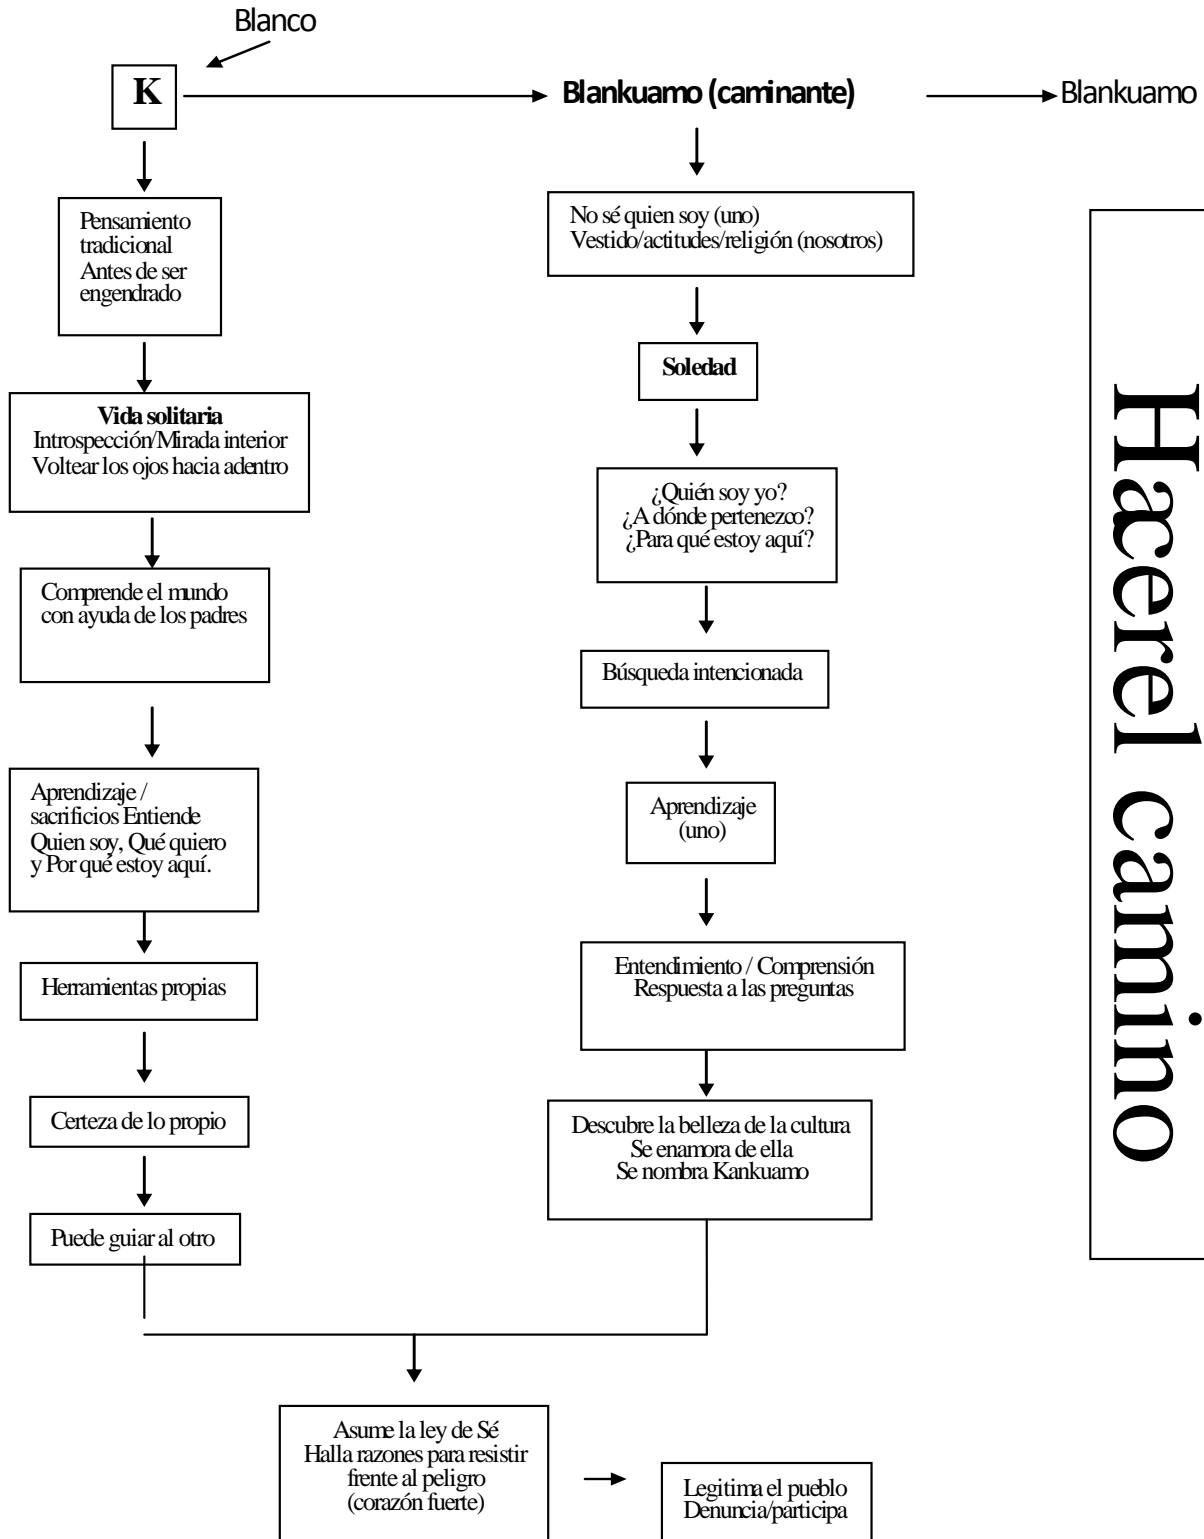 Blanco
K
Blankuamo (caminante)
Blankuamo
Pensamiento
tradicional
Antes de ser
engendrado
Vida solitaria
Introspección/Mirada interior
Voltear los ojos hacia adentro
Comprende el mundo
con ayuda de los padres
Aprendizaje /
sacrificios Entiende
Quien soy, Qué quiero
y Por qué estoy aquí.
Herramientas propias
Certeza de lo propio
Puede guiar al otro
No sé quien soy (uno)
Vestido/actitudes/religión (nosotros)
Soledad
¿Quién soy yo?
¿A dónde pertenezco?
¿Para qué estoy aquí?
Búsqueda intencionada
Aprendizaje
(uno)
Entendimiento / Comprensión
Respuesta a las preguntas
Descubre la belleza de la cultura
Se enamora de ella
Se nombra Kankuamo
Asume la ley de Sé
Halla razones para resistir
frente al peligro
(corazón fuerte)
Legitima el pueblo
Denuncia/participa
Hacerel camino